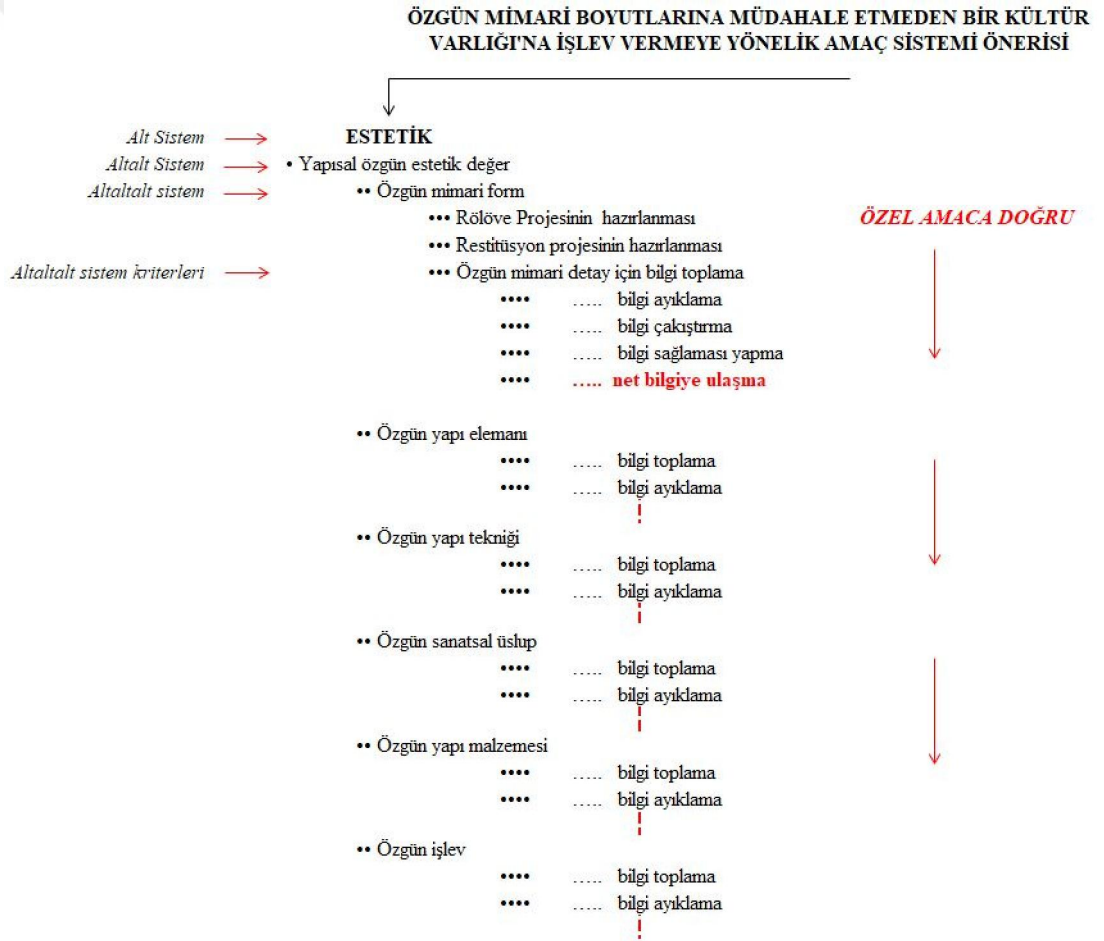 ÖZGÜN MİMARİ BOYUTLARINA MÜDAHALE ETMEDEN BİR KÜLTÜR
VARLIĞI'NA İŞLEV VERMEYE YÖNELİK AMAÇ SİSTEMİ ÖNERİSİ
Alt Sistem ESTETİK
Altalt Sistem • Yapısal özgün estetik değer
Altaltalt sistem •• Özgün mimari form
••• Rölöve Projesinin hazırlanması ÖZEL AMACA DOĞRU
••• Restitüsyon projesinin hazırlanması
Altaltalt sistem kriterleri ••• Özgün mimari detay için bilgi toplama
•••• ….. bilgi ayıklama
•••• ….. bilgi çakıştırma
•••• ….. bilgi sağlaması yapma
•••• ….. net bilgiye ulaşma
•• Özgün yapı elemanı
•••• ….. bilgi toplama
•••• ….. bilgi ayıklama
•• Özgün yapı tekniği
•••• ….. bilgi toplama
•••• ….. bilgi ayıklama
•• Özgün sanatsal üslup
•••• ….. bilgi toplama
•••• ….. bilgi ayıklama
•• Özgün yapı malzemesi
•••• ….. bilgi toplama
•••• ….. bilgi ayıklama
•• Özgün işlev
•••• ….. bilgi toplama
•••• ….. bilgi ayıklama